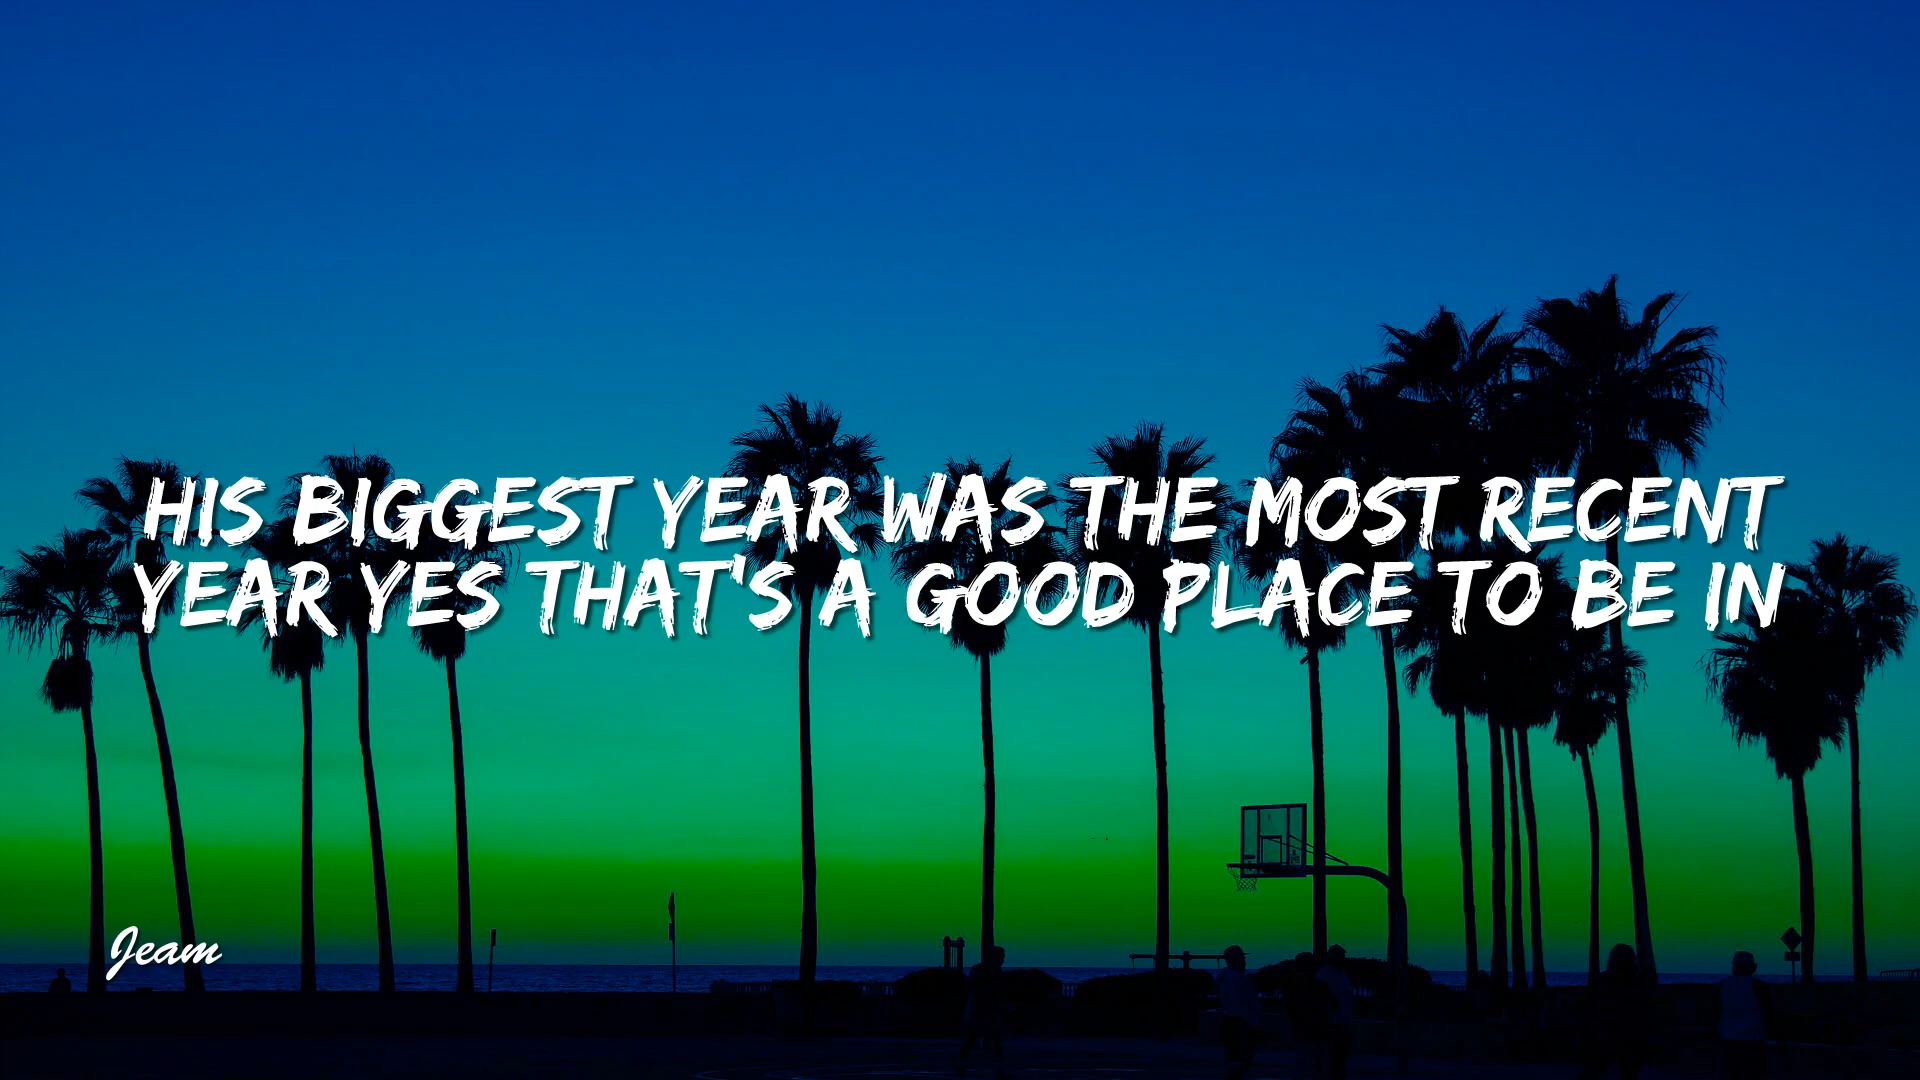 HIS BIGGEST YEAR WAS THE MOST RECENT
YEAR YES THAT'S A GOOD PLACE TO BE IN
Jeam